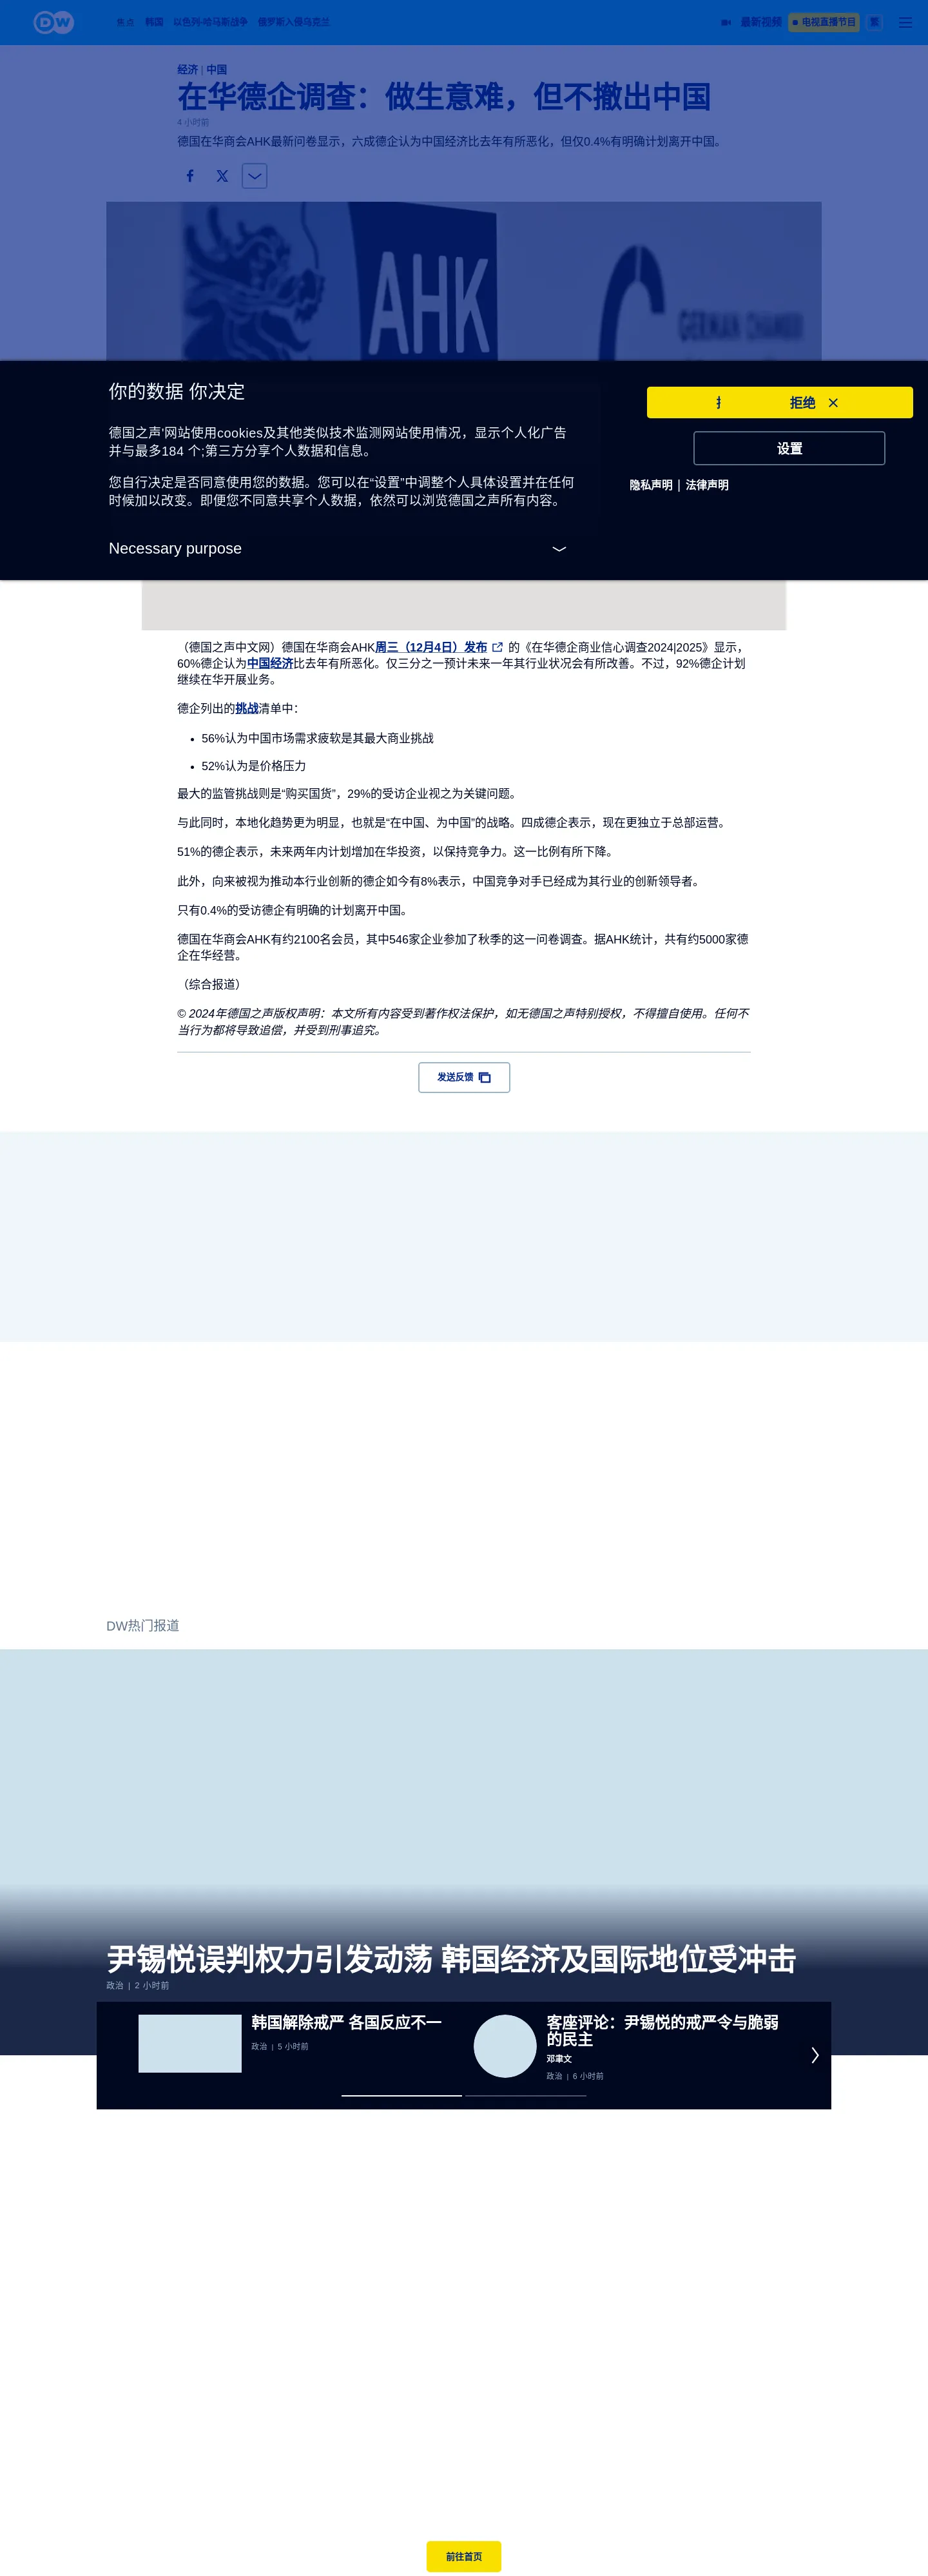 DW
焦点 韩国 以色列-哈马斯战争 俄罗斯入侵乌克兰
最新视频 电视直播节目 繁
经济 | 中国
在华德企调查：做生意难，但不撤出中国
4 小时前
德国在华商会AHK最新问卷显示，六成德企认为中国经济比去年有所恶化，但仅0.4%有明确计划离开中国。
AHK
GERMAN CHAMBER
你的数据 你决定
拒绝
德国之声'网站使用cookies及其他类似技术监测网站使用情况，显示个人化广告
并与最多184 个;第三方分享个人数据和信息。
设置
您自行决定是否同意使用您的数据。您可以在“设置”中调整个人具体设置并在任何
时候加以改变。即便您不同意共享个人数据，依然可以浏览德国之声所有内容。
隐私声明 | 法律声明
Necessary purpose
（德国之声中文网）德国在华商会AHK周三（12月4日）发布 的《在华德企商业信心调查2024|2025》显示，
60%德企认为中国经济比去年有所恶化。仅三分之一预计未来一年其行业状况会有所改善。不过，92%德企计划
继续在华开展业务。
德企列出的挑战清单中：
• 56%认为中国市场需求疲软是其最大商业挑战
• 52%认为是价格压力
最大的监管挑战则是“购买国货”，29%的受访企业视之为关键问题。
与此同时，本地化趋势更为明显，也就是“在中国、为中国”的战略。四成德企表示，现在更独立于总部运营。
51%的德企表示，未来两年内计划增加在华投资，以保持竞争力。这一比例有所下降。
此外，向来被视为推动本行业创新的德企如今有8%表示，中国竞争对手已经成为其行业的创新领导者。
只有0.4%的受访德企有明确的计划离开中国。
德国在华商会AHK有约2100名会员，其中546家企业参加了秋季的这一问卷调查。据AHK统计，共有约5000家德
企在华经营。
（综合报道）
© 2024年德国之声版权声明：本文所有内容受到著作权法保护，如无德国之声特别授权，不得擅自使用。任何不
当行为都将导致追偿，并受到刑事追究。
发送反馈
DW热门报道
尹锡悦误判权力引发动荡 韩国经济及国际地位受冲击
政治 | 2 小时前
韩国解除戒严 各国反应不一
政治 | 5 小时前
客座评论：尹锡悦的戒严令与脆弱
的民主
邓聿文
政治 | 6 小时前
前往首页